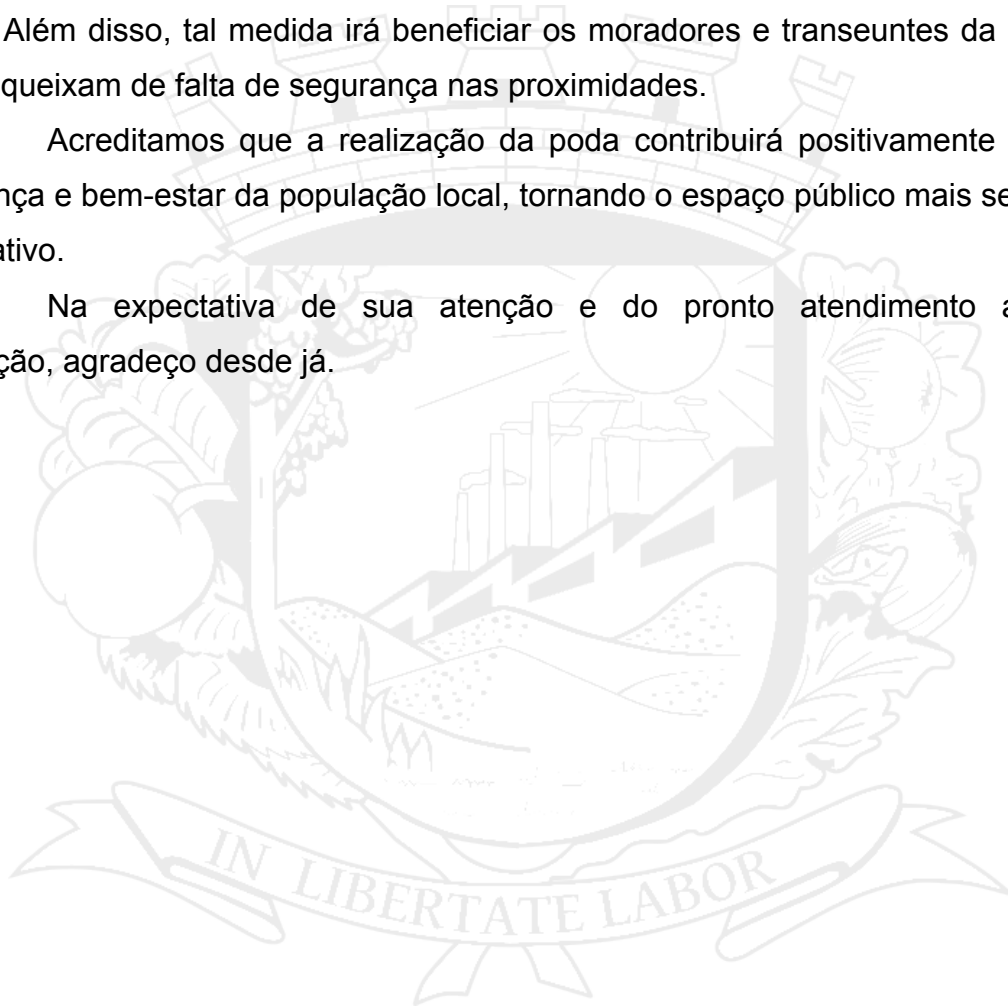 Além disso, tal medida irá beneficiar os moradores e transeuntes da
queixam de falta de segurança nas proximidades.
Acreditamos que a realização da poda contribuirá positivamente
nça e bem-estar da população local, tornando o espaço público mais se
ativo.
Na expectativa de sua atenção e do pronto atendimento a
ção, agradeço desde já.
IN LIBERTATE LABOR